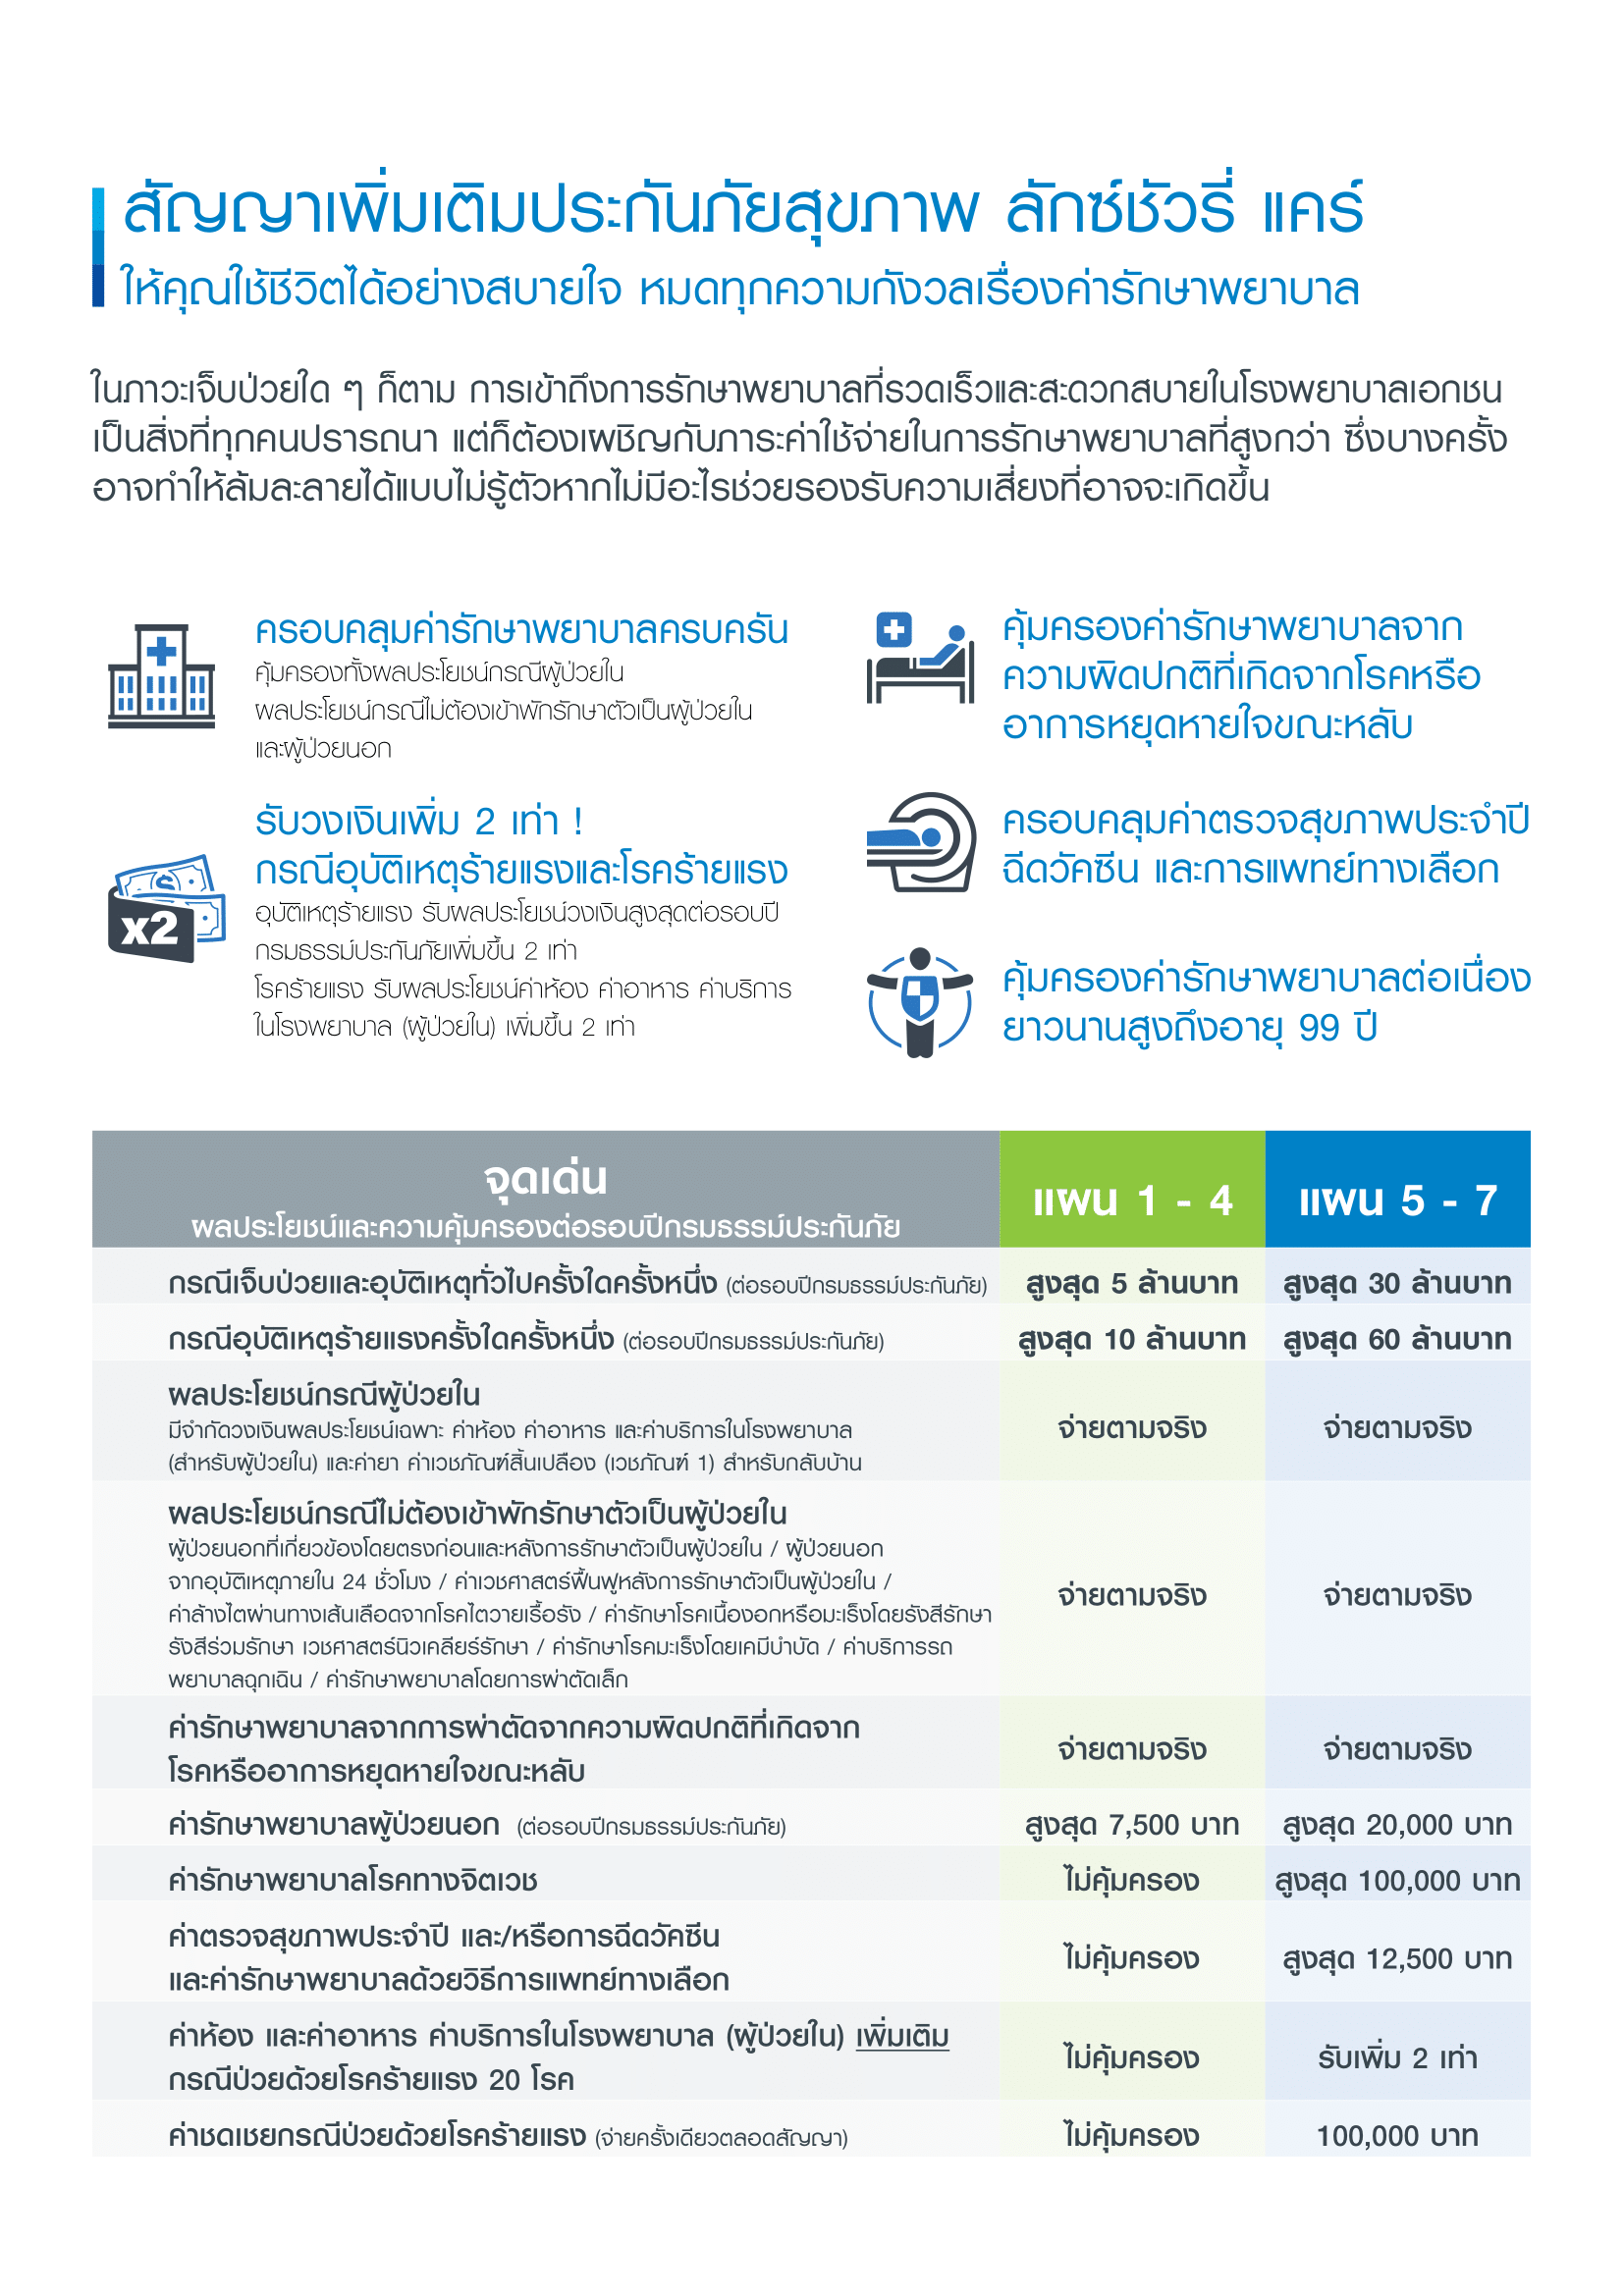 สัญญาเพิ่มเติมประกันภัยสุขภาพ ลักซ์ชัวรี่ แคร์
ให้คุณใช้ชีวิตได้อย่างสบายใจ หมดทุกความกังวลเรื่องค่ารักษาพยาบาล
ในภาวะเจ็บป่วยใด ๆ ก็ตาม การเข้าถึงการรักษาพยาบาลที่รวดเร็วและสะดวกสบายในโรงพยาบาลเอกชน
เป็นสิ่งที่ทุกคนปรารถนา แต่ก็ต้องเผชิญกับภาระค่าใช้จ่ายในการรักษาพยาบาลที่สูงกว่า ซึ่งบางครั้ง
อาจทำให้ล้มละลายได้แบบไม่รู้ตัวหากไม่มีอะไรช่วยรองรับความเสี่ยงที่อาจจะเกิดขึ้น
ครอบคลุมค่ารักษาพยาบาลครบครัน
คุ้มครองทั้งผลประโยชน์กรณีผู้ป่วยใน
ผลประโยชน์กรณีไม่ต้องเข้าพักรักษาตัวเป็นผู้ป่วยใน
และผู้ป่วยนอก
x2
รับวงเงินเพิ่ม 2 เท่า !
กรณีอุบัติเหตุร้ายแรงและโรคร้ายแรง
อุบัติเหตุร้ายแรง รับผลประโยชน์วงเงินสูงสุดต่อรอบปี
กรมธรรม์ประกันภัยเพิ่มขึ้น 2 เท่า
โรคร้ายแรง รับผลประโยชน์ค่าห้อง ค่าอาหาร ค่าบริการ
ในโรงพยาบาล (ผู้ป่วยใน) เพิ่มขึ้น 2 เท่า
คุ้มครองค่ารักษาพยาบาลจาก
ความผิดปกติที่เกิดจากโรคหรือ
อาการหยุดหายใจขณะหลับ
ครอบคลุมค่าตรวจสุขภาพประจำปี
ฉีดวัคซีน และการแพทย์ทางเลือก
คุ้มครองค่ารักษาพยาบาลต่อเนื่อง
ยาวนานสูงถึงอายุ 99 ปี
จุดเด่น
ผลประโยชน์และความคุ้มครองต่อรอบปีกรมธรรม์ประกันภัย
แผน 1 - 4
แผน 5 - 7
กรณีเจ็บป่วยและอุบัติเหตุทั่วไปครั้งใดครั้งหนึ่ง (ต่อรอบปีกรมธรรม์ประกันภัย) สูงสุด 5 ล้านบาท สูงสุด 30 ล้านบาท
กรณีอุบัติเหตุร้ายแรงครั้งใดครั้งหนึ่ง (ต่อรอบปีกรมธรรม์ประกันภัย) สูงสุด 10 ล้านบาท สูงสุด 60 ล้านบาท
ผลประโยชน์กรณีผู้ป่วยใน
มีจำกัดวงเงินผลประโยชน์เฉพาะ ค่าห้อง ค่าอาหาร และค่าบริการในโรงพยาบาล
(สำหรับผู้ป่วยใน) และค่ายา ค่าเวชภัณฑ์สิ้นเปลือง (เวชภัณฑ์ 1) สำหรับกลับบ้าน
จ่ายตามจริง จ่ายตามจริง
ผลประโยชน์กรณีไม่ต้องเข้าพักรักษาตัวเป็นผู้ป่วยใน
ผู้ป่วยนอกที่เกี่ยวข้องโดยตรงก่อนและหลังการรักษาตัวเป็นผู้ป่วยใน / ผู้ป่วยนอก
จากอุบัติเหตุภายใน 24 ชั่วโมง / ค่าเวชศาสตร์ฟื้นฟูหลังการรักษาตัวเป็นผู้ป่วยใน /
ค่าล้างไตผ่านทางเส้นเลือดจากโรคไตวายเรื้อรัง / ค่ารักษาโรคเนื้องอกหรือมะเร็งโดยรังสีรักษา
รังสีร่วมรักษา เวชศาสตร์นิวเคลียร์รักษา / ค่ารักษาโรคมะเร็งโดยเคมีบำบัด / ค่าบริการรถ
พยาบาลฉุกเฉิน / ค่ารักษาพยาบาลโดยการผ่าตัดเล็ก
จ่ายตามจริง จ่ายตามจริง
ค่ารักษาพยาบาลจากการผ่าตัดจากความผิดปกติที่เกิดจาก
โรคหรืออาการหยุดหายใจขณะหลับ
จ่ายตามจริง จ่ายตามจริง
ค่ารักษาพยาบาลผู้ป่วยนอก (ต่อรอบปีกรมธรรม์ประกันภัย) สูงสุด 7,500 บาท สูงสุด 20,000 บาท
ค่ารักษาพยาบาลโรคทางจิตเวช ไม่คุ้มครอง สูงสุด 100,000 บาท
ค่าตรวจสุขภาพประจำปี และ/หรือการฉีดวัคซีน
และค่ารักษาพยาบาลด้วยวิธีการแพทย์ทางเลือก
ไม่คุ้มครอง สูงสุด 12,500 บาท
ค่าห้อง และค่าอาหาร ค่าบริการในโรงพยาบาล (ผู้ป่วยใน) เพิ่มเติม
กรณีป่วยด้วยโรคร้ายแรง 20 โรค
ไม่คุ้มครอง รับเพิ่ม 2 เท่า
ค่าชดเชยกรณีป่วยด้วยโรคร้ายแรง (จ่ายครั้งเดียวตลอดสัญญา) ไม่คุ้มครอง 100,000 บาท